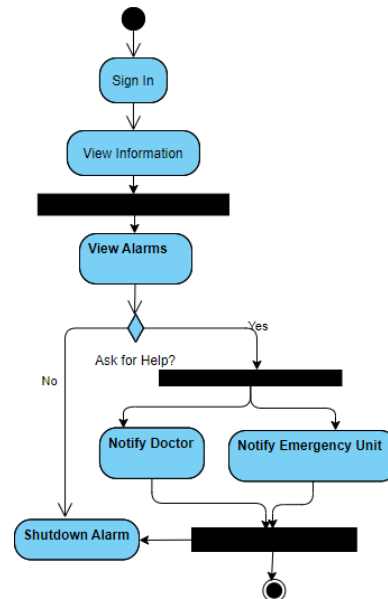 Sign In
View Information
View Alarms
Yes
Ask for Help?
No
Notify Doctor
Notify Emergency Unit
Shutdown Alarm